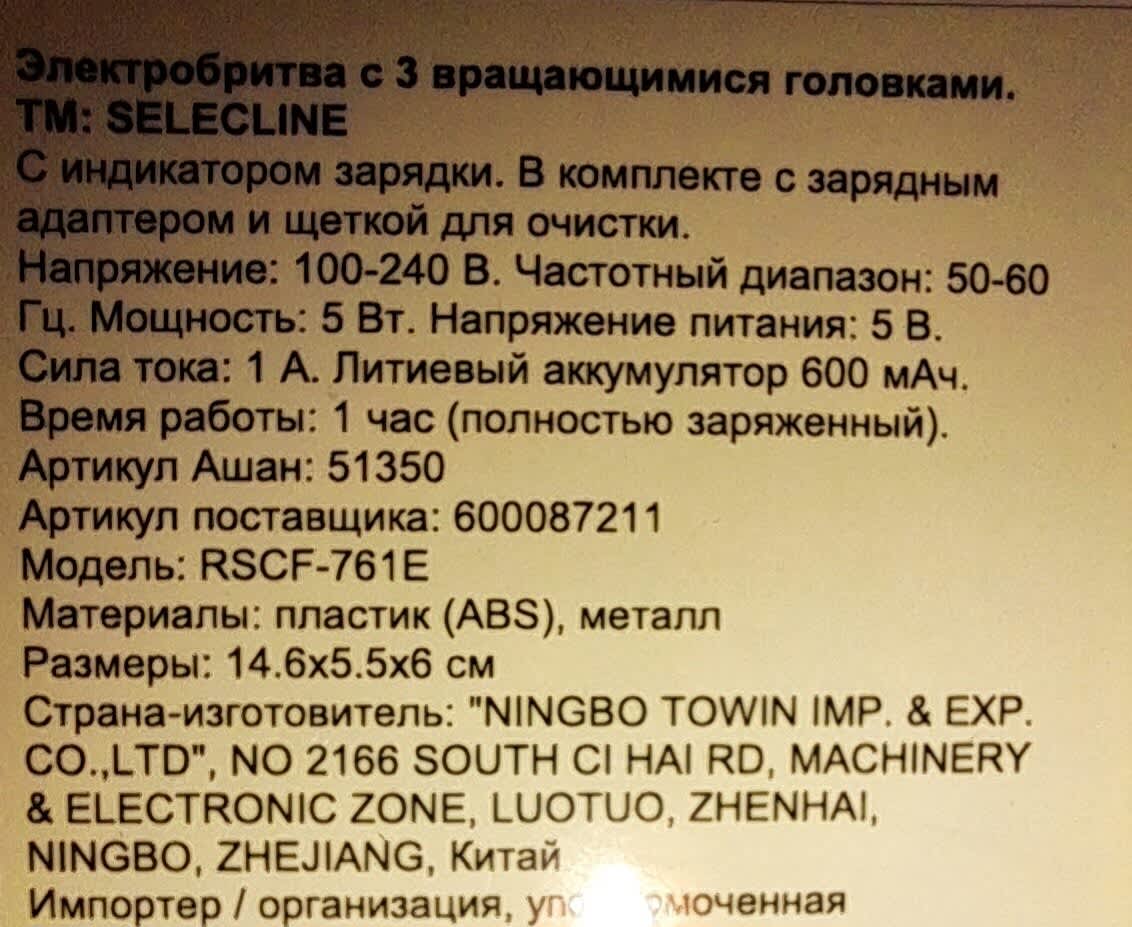 Электробритва с 3 вращающимися головками.
ТМ: SELECLINE
С индикатором зарядки. В комплекте с зарядным
адаптером и щеткой для очистки.
Напряжение: 100-240 В. Частотный диапазон: 50-60
Гц. Мощность: 5 Вт. Напряжение питания: 5 В.
Сила тока: 1 А. Литиевый аккумулятор 600 мАч.
Время работы: 1 час (полностью заряженный).
Артикул Ашан: 51350
Артикул поставщика: 600087211
Модель: RSCF-761E
Материалы: пластик (ABS), металл
Размеры: 14.6x5.5x6 см
Страна-изготовитель: "NINGBO TOWIN IMP. & EXP.
CO.,LTD", NO 2166 SOUTH CI HAI RD, MACHINERY
& ELECTRONIC ZONE, LUOTUO, ZHENHAI,
NINGBO, ZHEJIANG, Китай
Импортер / организация,